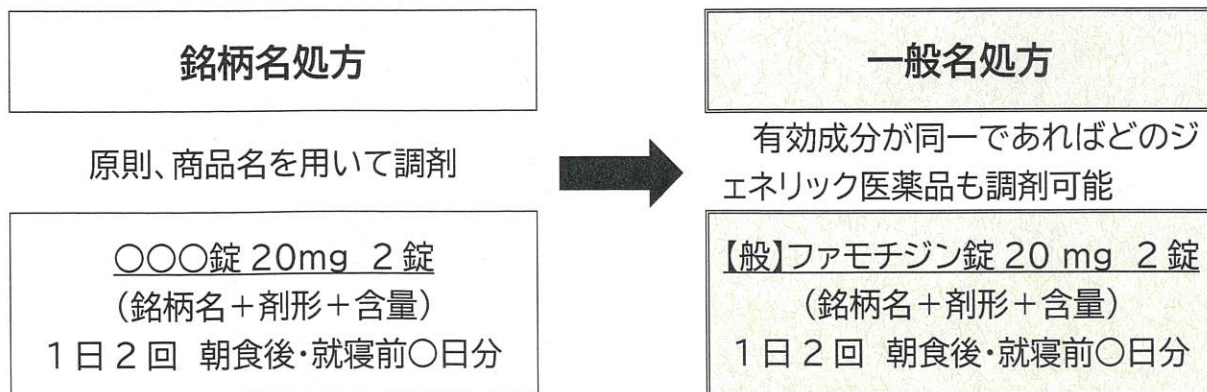 銘柄名処方
原則、商品名を用いて調剤
〇〇〇錠 20mg 2錠
(銘柄名+剤形+含量)
1日2回 朝食後・就寝前〇日分
一般名処方
有効成分が同一であればどのジ
ェネリック医薬品も調剤可能
【般】ファモチジン錠 20 mg 2錠
(銘柄名+剤形+含量)
1日2回 朝食後・就寝前〇日分